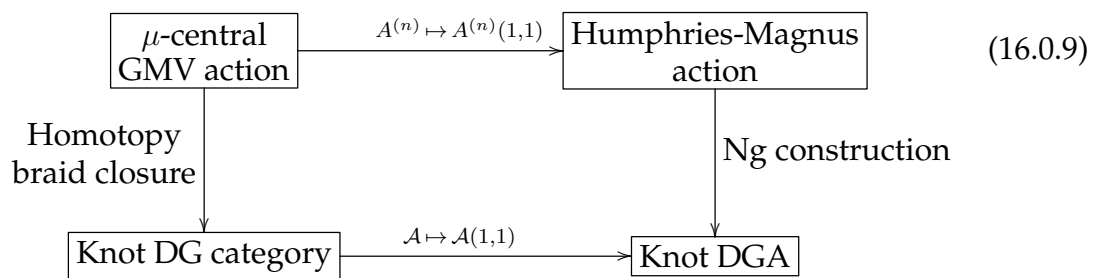 μ-central
GMV action
A^{(n)} ↦ A^{(n)}(1,1)
Humphries-Magnus
action
(16.0.9)
Homotopy
braid closure
Ng construction
Knot DG category
𝒜 ↦ 𝒜(1,1)
Knot DGA